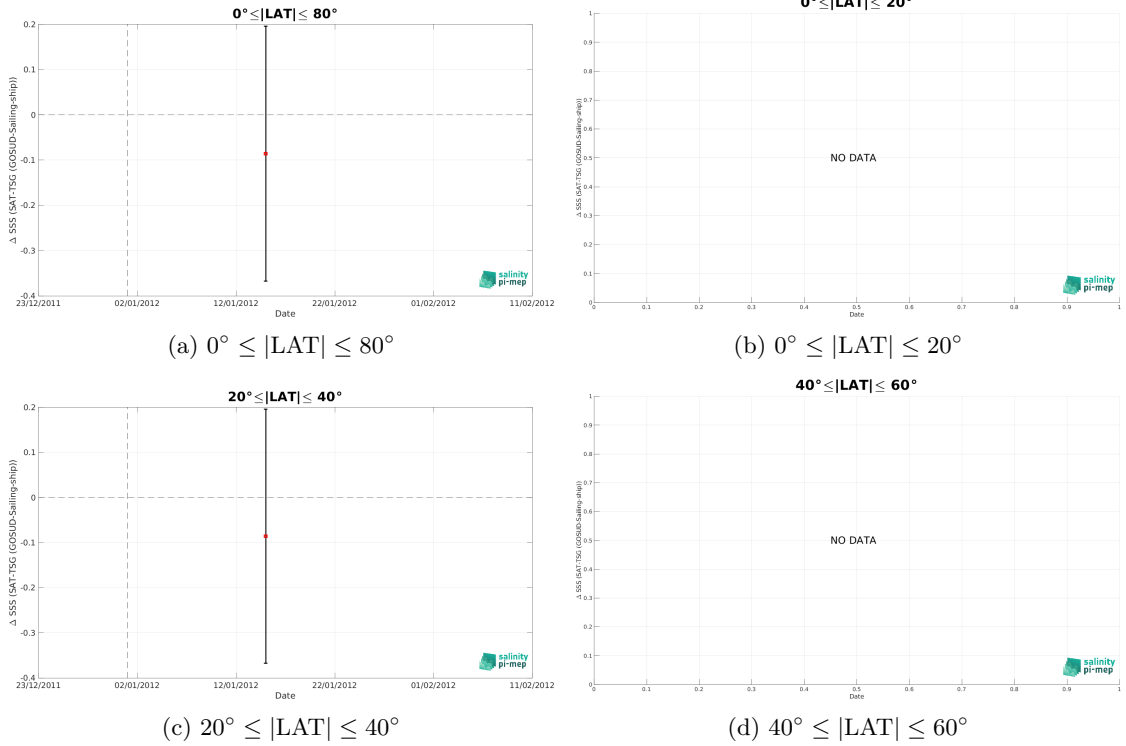 0°≤|LAT|≤ 80°
Δ SSS (SAT-TSG (GOSUD-Sailing-ship))
0.2
0.1
0
-0.1
-0.2
-0.3
-0.4
23/12/2011 02/01/2012 12/01/2012 22/01/2012 01/02/2012 11/02/2012
Date
salinity
pi-mep
(a) 0° ≤ |LAT| ≤ 80°
0°≤|LAT|≤ 20°
Δ SSS (SAT-TSG (GOSUD-Sailing-ship))
1
0.9
0.8
0.7
0.6
0.5
0.4
0.3
0.2
0.1
0
NO DATA
0 0.1 0.2 0.3 0.4 0.5 0.6 0.7 0.8 0.9 1
Date
salinity
pi-mep
(b) 0° ≤ |LAT| ≤ 20°
20°≤|LAT|≤ 40°
Δ SSS (SAT-TSG (GOSUD-Sailing-ship))
0.2
0.1
0
-0.1
-0.2
-0.3
-0.4
23/12/2011 02/01/2012 12/01/2012 22/01/2012 01/02/2012 11/02/2012
Date
salinity
pi-mep
(c) 20° ≤ |LAT| ≤ 40°
40°≤|LAT|≤ 60°
Δ SSS (SAT-TSG (GOSUD-Sailing-ship))
1
0.9
0.8
0.7
0.6
0.5
0.4
0.3
0.2
0.1
0
NO DATA
0 0.1 0.2 0.3 0.4 0.5 0.6 0.7 0.8 0.9 1
Date
salinity
pi-mep
(d) 40° ≤ |LAT| ≤ 60°